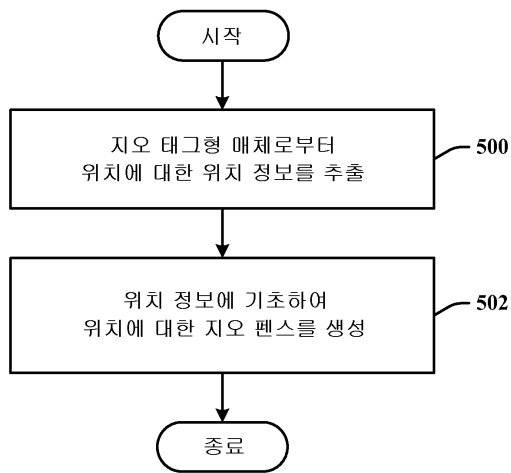 시작
지오 태그형 매체로부터
위치에 대한 위치 정보를 추출
500
위치 정보에 기초하여
위치에 대한 지오 펜스를 생성
502
종료